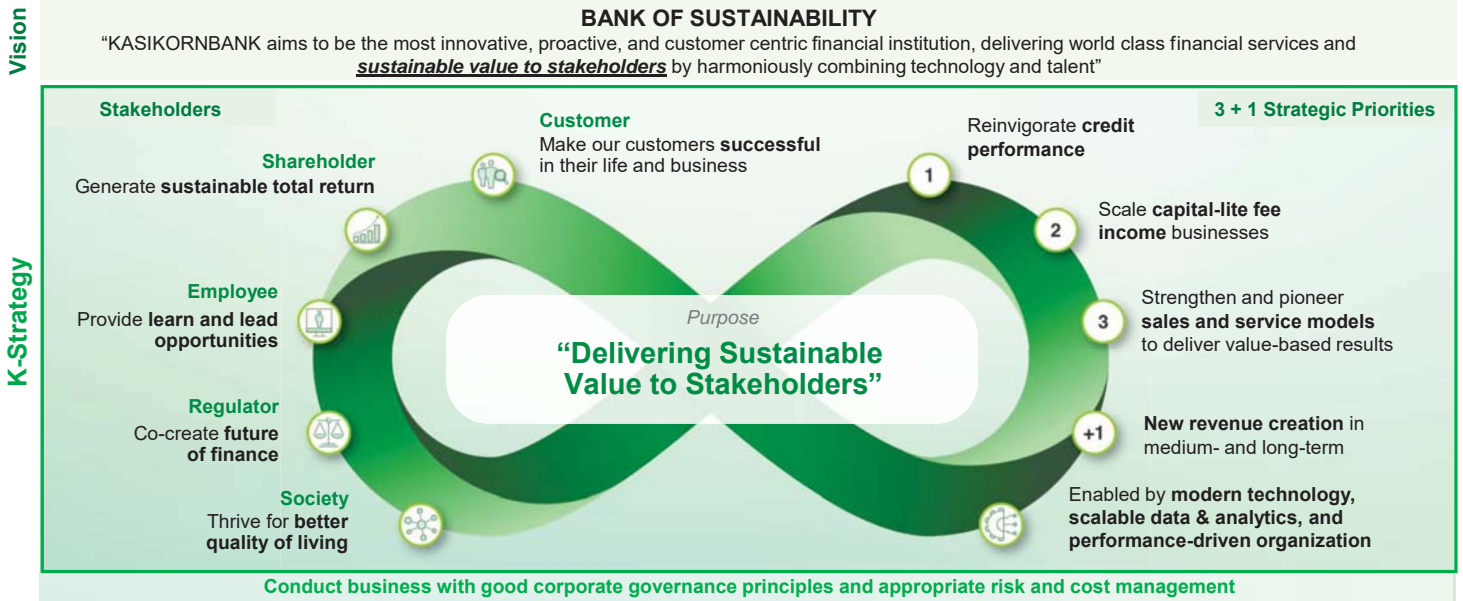 Vision
BANK OF SUSTAINABILITY
“KASIKORNBANK aims to be the most innovative, proactive, and customer centric financial institution, delivering world class financial services and
sustainable value to stakeholders by harmoniously combining technology and talent”
K-Strategy
Stakeholders
Customer
Make our customers successful
in their life and business
Shareholder
Generate sustainable total return
Employee
Provide learn and lead
opportunities
Regulator
Co-create future
of finance
Society
Thrive for better
quality of living
Purpose
“Delivering Sustainable
Value to Stakeholders”
3 + 1 Strategic Priorities
1
Reinvigorate credit
performance
2
Scale capital-lite fee
income businesses
3
Strengthen and pioneer
sales and service models
to deliver value-based results
+1
New revenue creation in
medium- and long-term
Enabled by modern technology,
scalable data & analytics, and
performance-driven organization
Conduct business with good corporate governance principles and appropriate risk and cost management